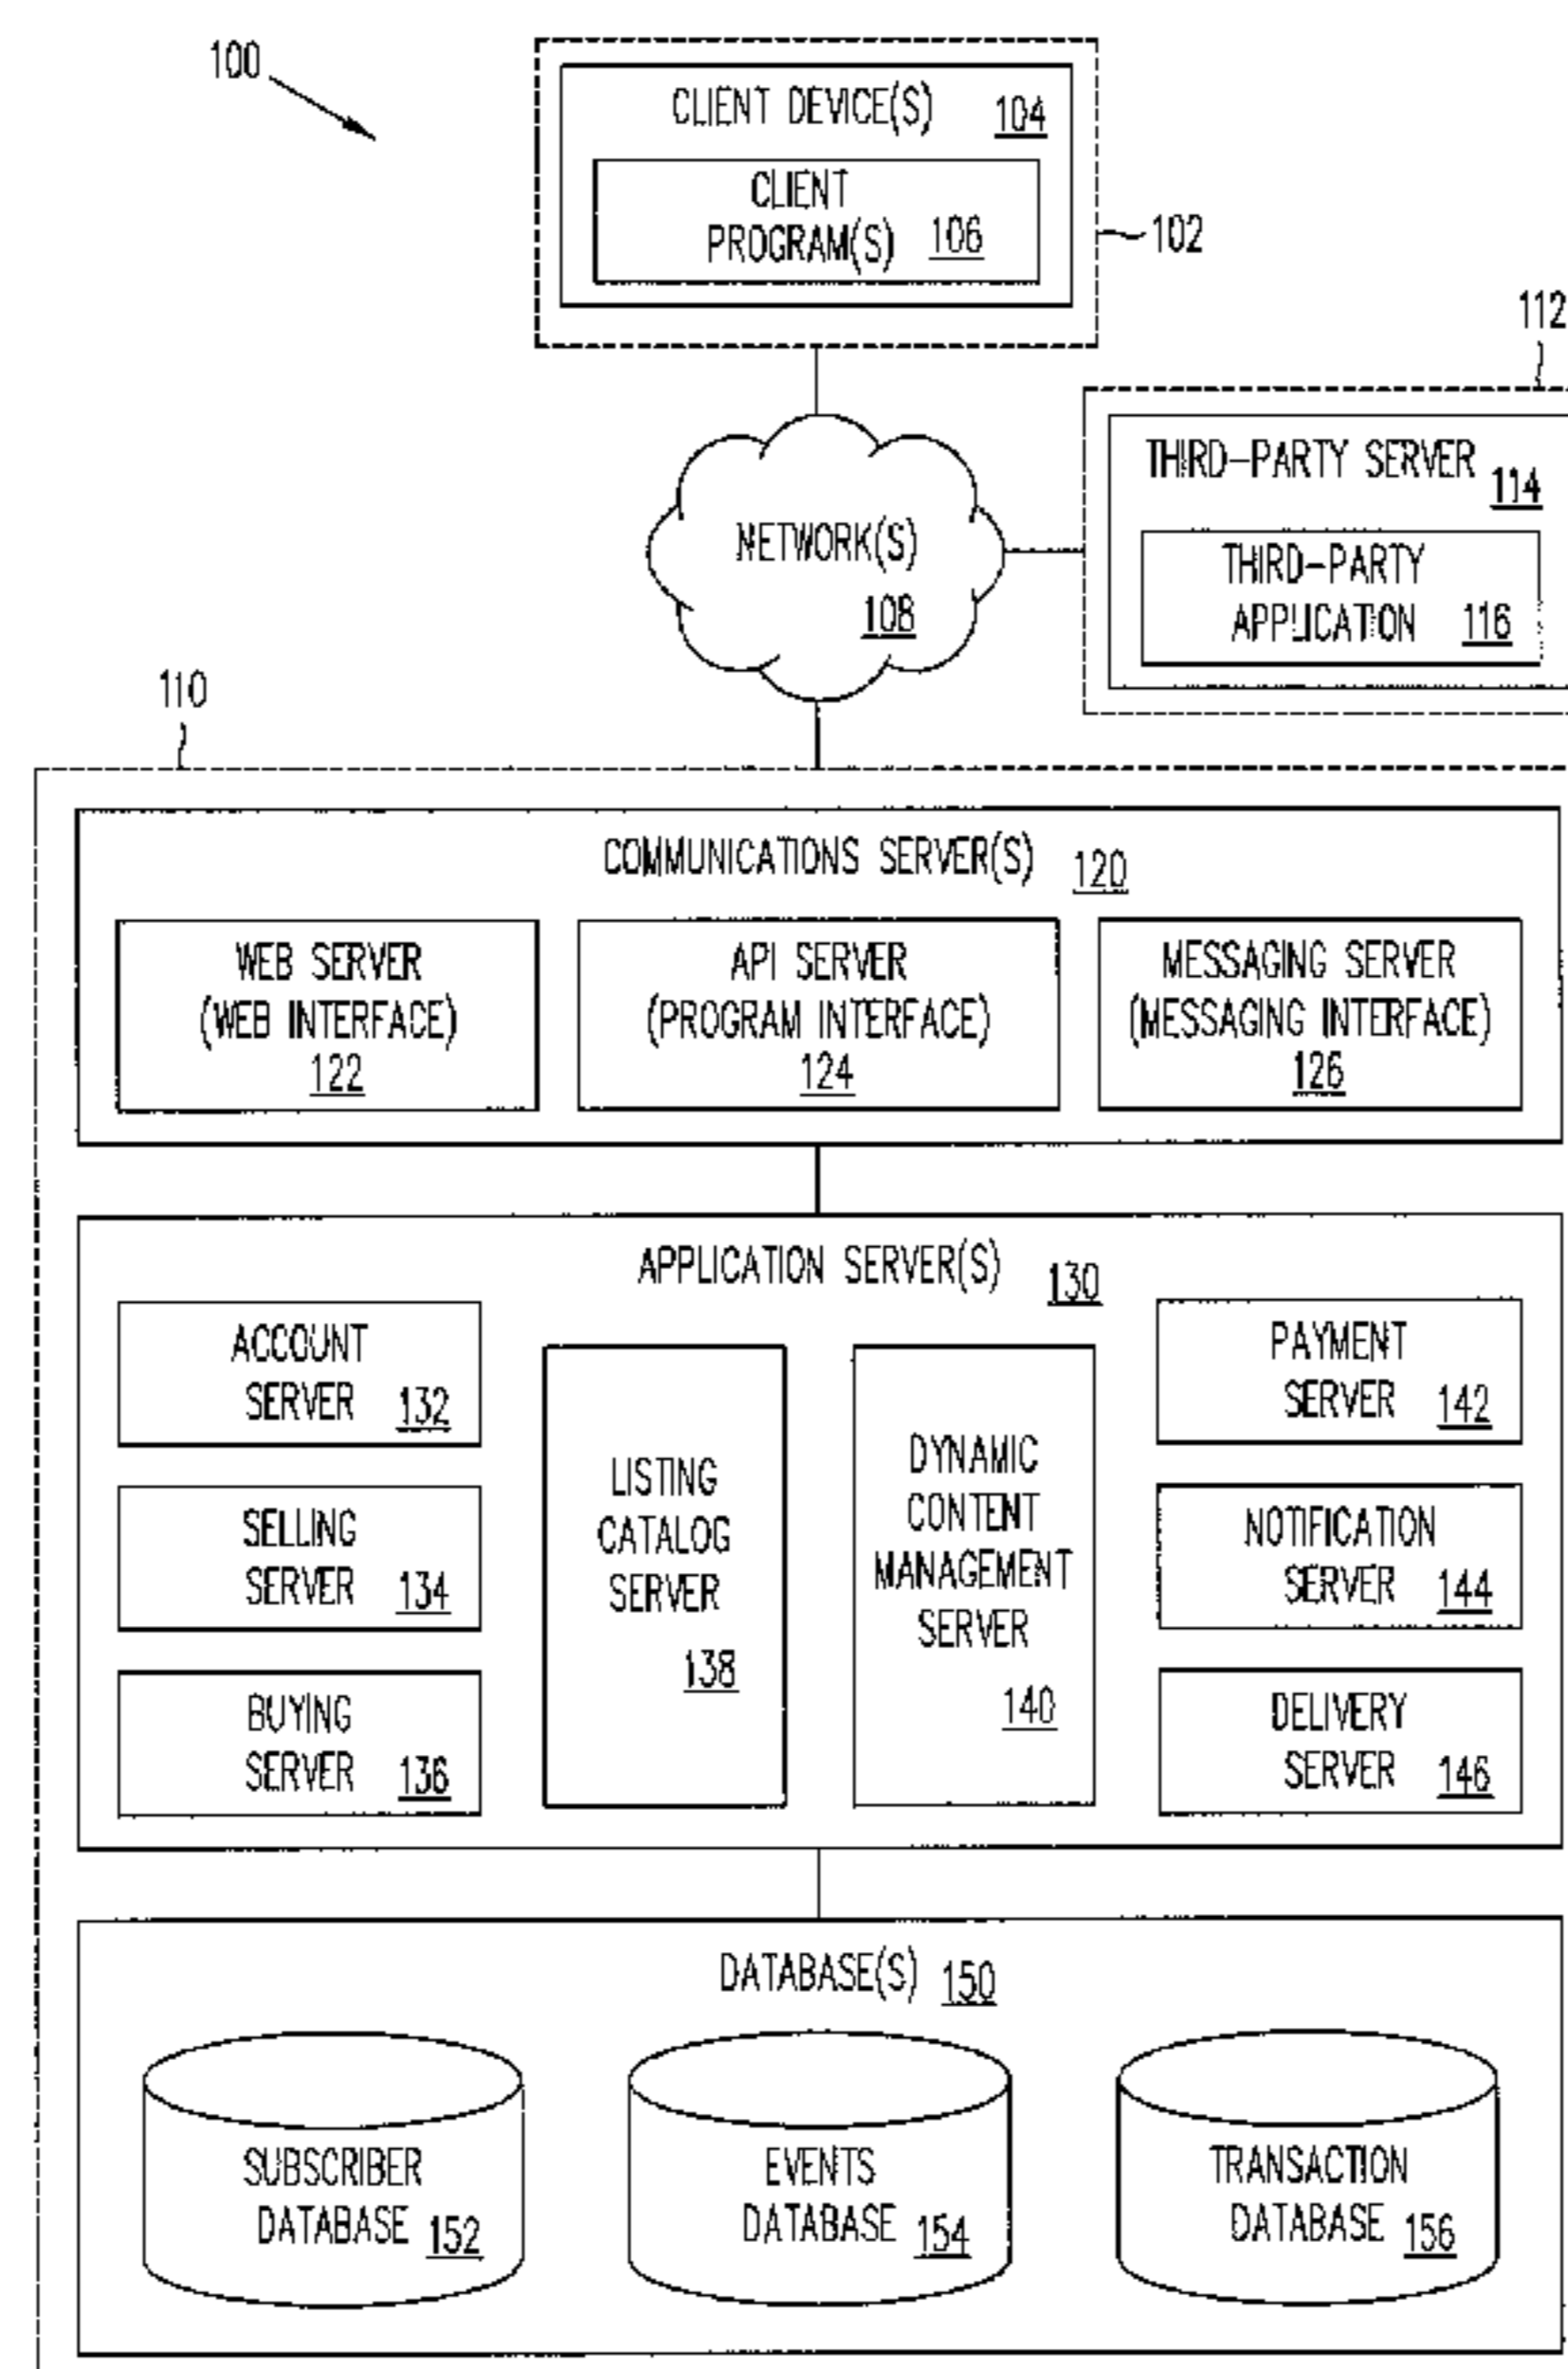 100
CLIENT DEVICE(S) 104
CLIENT
PROGRAM(S) 106
102
112
THIRD-PARTY SERVER 114
THIRD-PARTY
APPLICATION 116
NETWORK(S)
108
110
COMMUNICATIONS SERVER(S) 120
WEB SERVER
(WEB INTERFACE)
122
API SERVER
(PROGRAM INTERFACE)
124
MESSAGING SERVER
(MESSAGING INTERFACE)
126
APPLICATION SERVER(S) 130
ACCOUNT
SERVER 132
SELLING
SERVER 134
BUYING
SERVER 136
LISTING
CATALOG
SERVER
138
DYNAMIC
CONTENT
MANAGEMENT
SERVER
140
PAYMENT
SERVER 142
NOTIFICATION
SERVER 144
DELIVERY
SERVER 146
DATABASE(S) 150
SUBSCRIBER
DATABASE 152
EVENTS
DATABASE 154
TRANSACTION
DATABASE 156